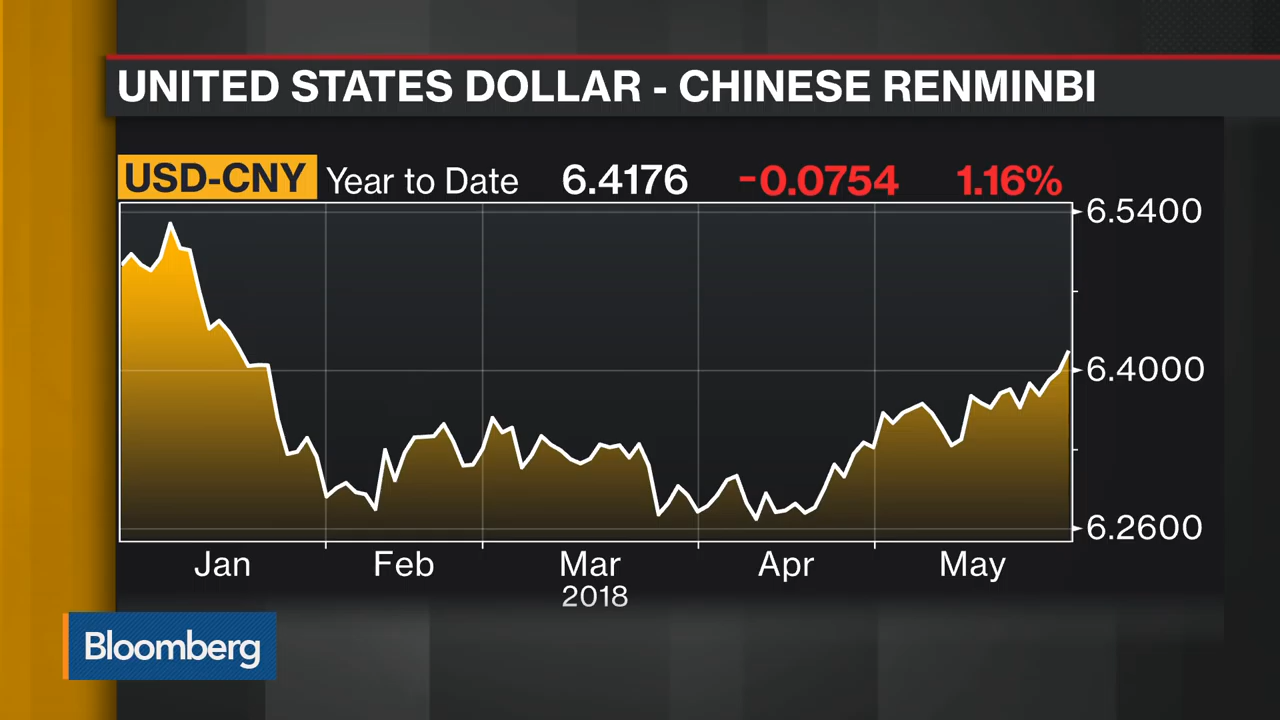 UNITED STATES DOLLAR - CHINESE RENMINBI
USD-CNY Year to Date 6.4176 -0.0754 1.16%
6.5400
6.4000
6.2600
Jan Feb Mar Apr May
2018
Bloomberg